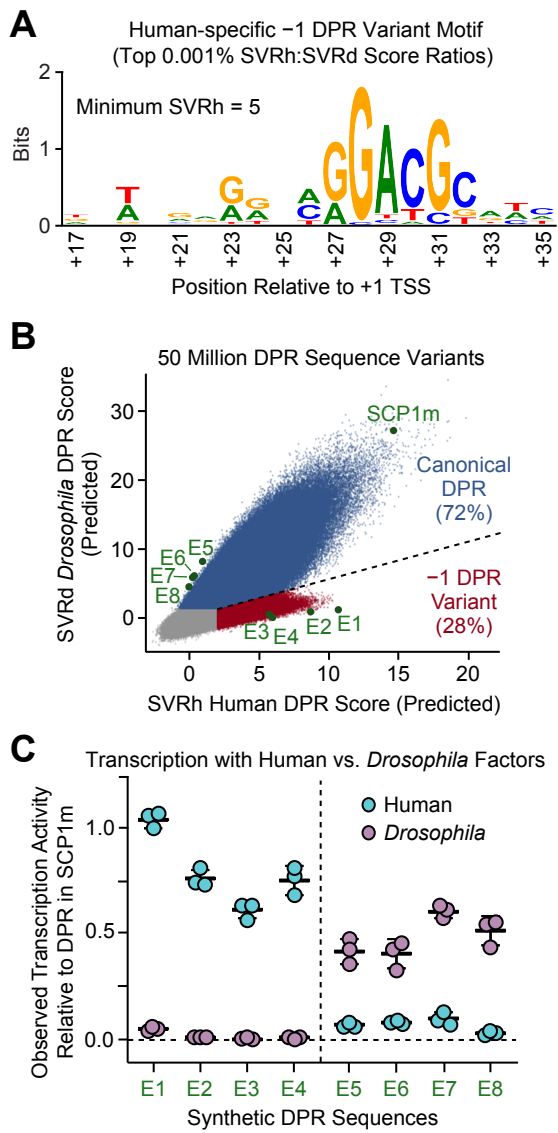 A
Human-specific −1 DPR Variant Motif
(Top 0.001% SVRh:SVRd Score Ratios)
2
Minimum SVRh = 5
Bits
1
0
+17
+19
+21
+23
+25
+27
+29
+31
+33
+35
Position Relative to +1 TSS
B
50 Million DPR Sequence Variants
SVRd Drosophila DPR Score
(Predicted)
30
20
10
0
SCP1m
Canonical
DPR
(72%)
−1 DPR
Variant
(28%)
E5
E6
E7
E8
E3
E4
E2
E1
0
5
10
15
20
SVRh Human DPR Score (Predicted)
C
Transcription with Human vs. Drosophila Factors
Observed Transcription Activity
Relative to DPR in SCP1m
1.0
0.5
0.0
Human
Drosophila
E1
E2
E3
E4
E5
E6
E7
E8
Synthetic DPR Sequences